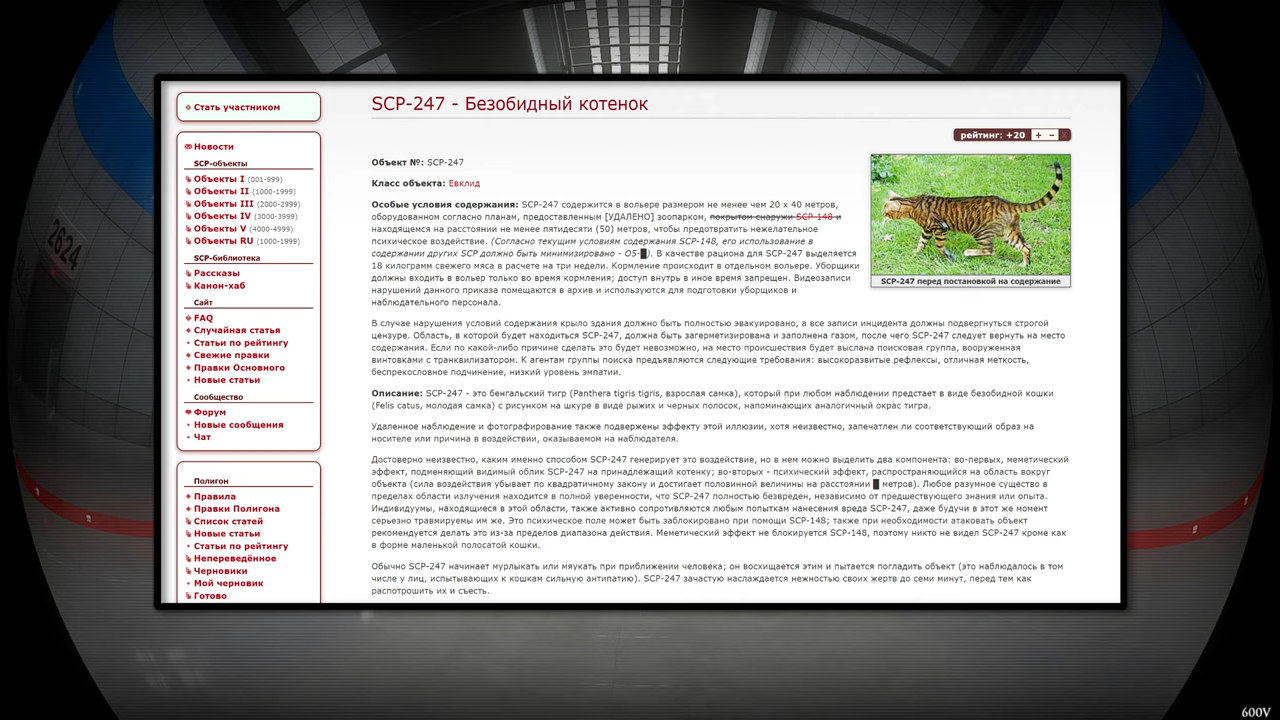 Стать участником
Новости
SCP-объекты
Объекты I (001-999)
Объекты II (1000-1999)
Объекты III (2000-2999)
Объекты IV (3000-3999)
Объекты V (4000-4999)
Объекты RU (1000-1999)
SCP-библиотека
Рассказы
Канон-хаб
Сайт
FAQ
Случайная статья
Статьи по рейтингу
Свежие правки
Правки Основного
Новые статьи
Сообщество
Форум
Новые сообщения
Чат
Полигон
Правила
Правки Полигона
Список статей
Новые статьи
Статьи по рейтингу
Непереведённое
Черновики
Мой черновик
Готово
SCP-247 - Безобидный котенок
рейтинг: +20 + − X
Объект №: SCP-247
Класс объекта: Евклид
Особые условия содержания: SCP-247 содержится в вольере размером не менее чем 20 х 40 метров,
оборудованном согласно планам, предоставленным [УДАЛЕНО] зоопарком, покрытом снаружи SCP-148 и
находящемся на расстоянии не менее пятидесяти (50) метров, чтобы предотвратить нежелательное
психическое воздействие. (Согласно текущим условиям содержания SCP-148, его использование в
содержании других SCP должно быть минимизировано - О5-█). В качестве рациона для SCP-247 выделяется
18 килограми свежего мяса в расчете на три недели. Кормление происходит в отдельном вольере. Уборщики
должны входить в вольер только во время кормления; доступ внутрь в иное время запрещен. Видеозаписи
нарушений данного приказа помещаются в архив и используются для подготовки уборщиков и
наблюдательного персонала.
SCP-247 перед постановкой на содержание
В случае нарушения условий содержания крыло здания должно быть полностью эвакуировано, а все записи инцидента должны подвергнуться строгой
цензуре. Область, в которой будет находиться SCP-247, должна быть загерметизирована и заполнена газом, после чего SCP-247 следует вернуть на место
содержания. Если по какой-либо причине сделать это будет невозможно, на место происшествия будет выслана поисковая группа, вооруженная
винтовками с транквилизатором. К агентам группы поиска предъявляются следующие требования: высокоразвитые рефлексы, отличная меткость,
беспрекословное подчинение, низкий уровень эмпатии.
Описание: SCP-247 - это бенгальский тигр (Panthera tigris tigris, взрослая самка), который при любом наблюдении предстает в виде безобидной кошки
(Felis catus, молодая самка) с рисунком на шкуре в виде рыжих и черных полосок, напоминающих аналогичный окрас тигра.
Удаленное наблюдение и фотографирование также подвержены эффекту этой иллюзии, хотя неизвестно, запечатлен ли соответствующий образ на
носителе или причина в воздействии, оказываемом на наблюдателя.
Достоверно неизвестно, каким именно способом SCP-247 генерирует это воздействие, но в нем можно выделить два компонента: во-первых, меметический
эффект, подменяющий видимый облик SCP-247 на принадлежащий котенку; во-вторых - психический эффект, распространяющийся на область вокруг
объекта (сила воздействия убывает по квадратичному закону и достигает половинной величины на расстоянии █ метров). Любое разумное существо в
пределах области излучения находится в полной уверенности, что SCP-247 полностью безвреден, независимо от предшествующего знания или опыта.
Индивидуумы, находящиеся в этой области, также активно сопротивляются любым попыткам нанесения вреда SCP-247, даже будучи в этот же момент
серьезно травмируемы им же. Это психическое поле может быть заблокировано при помощи SCP-148; также при необходимости атаковать объект
рекомендуется делать это из-за пределов диапазона действия. Меметический эффект не блокируется SCP-148, поэтому никто не видел SCP-247 кроме как
в форме маленькой полосатой кошки.
Обычно SCP-247 начинает мурлыкать или мяукать при приближении человека; он восхищается этим и пытается погладить объект (это наблюдалось в том
числе у лиц, испытывающих к кошкам сильную антипатию). SCP-247 зачастую наслаждается нежностью своих жертв до семи минут, перед тем как
распотрошить их и съесть.
2624
600V